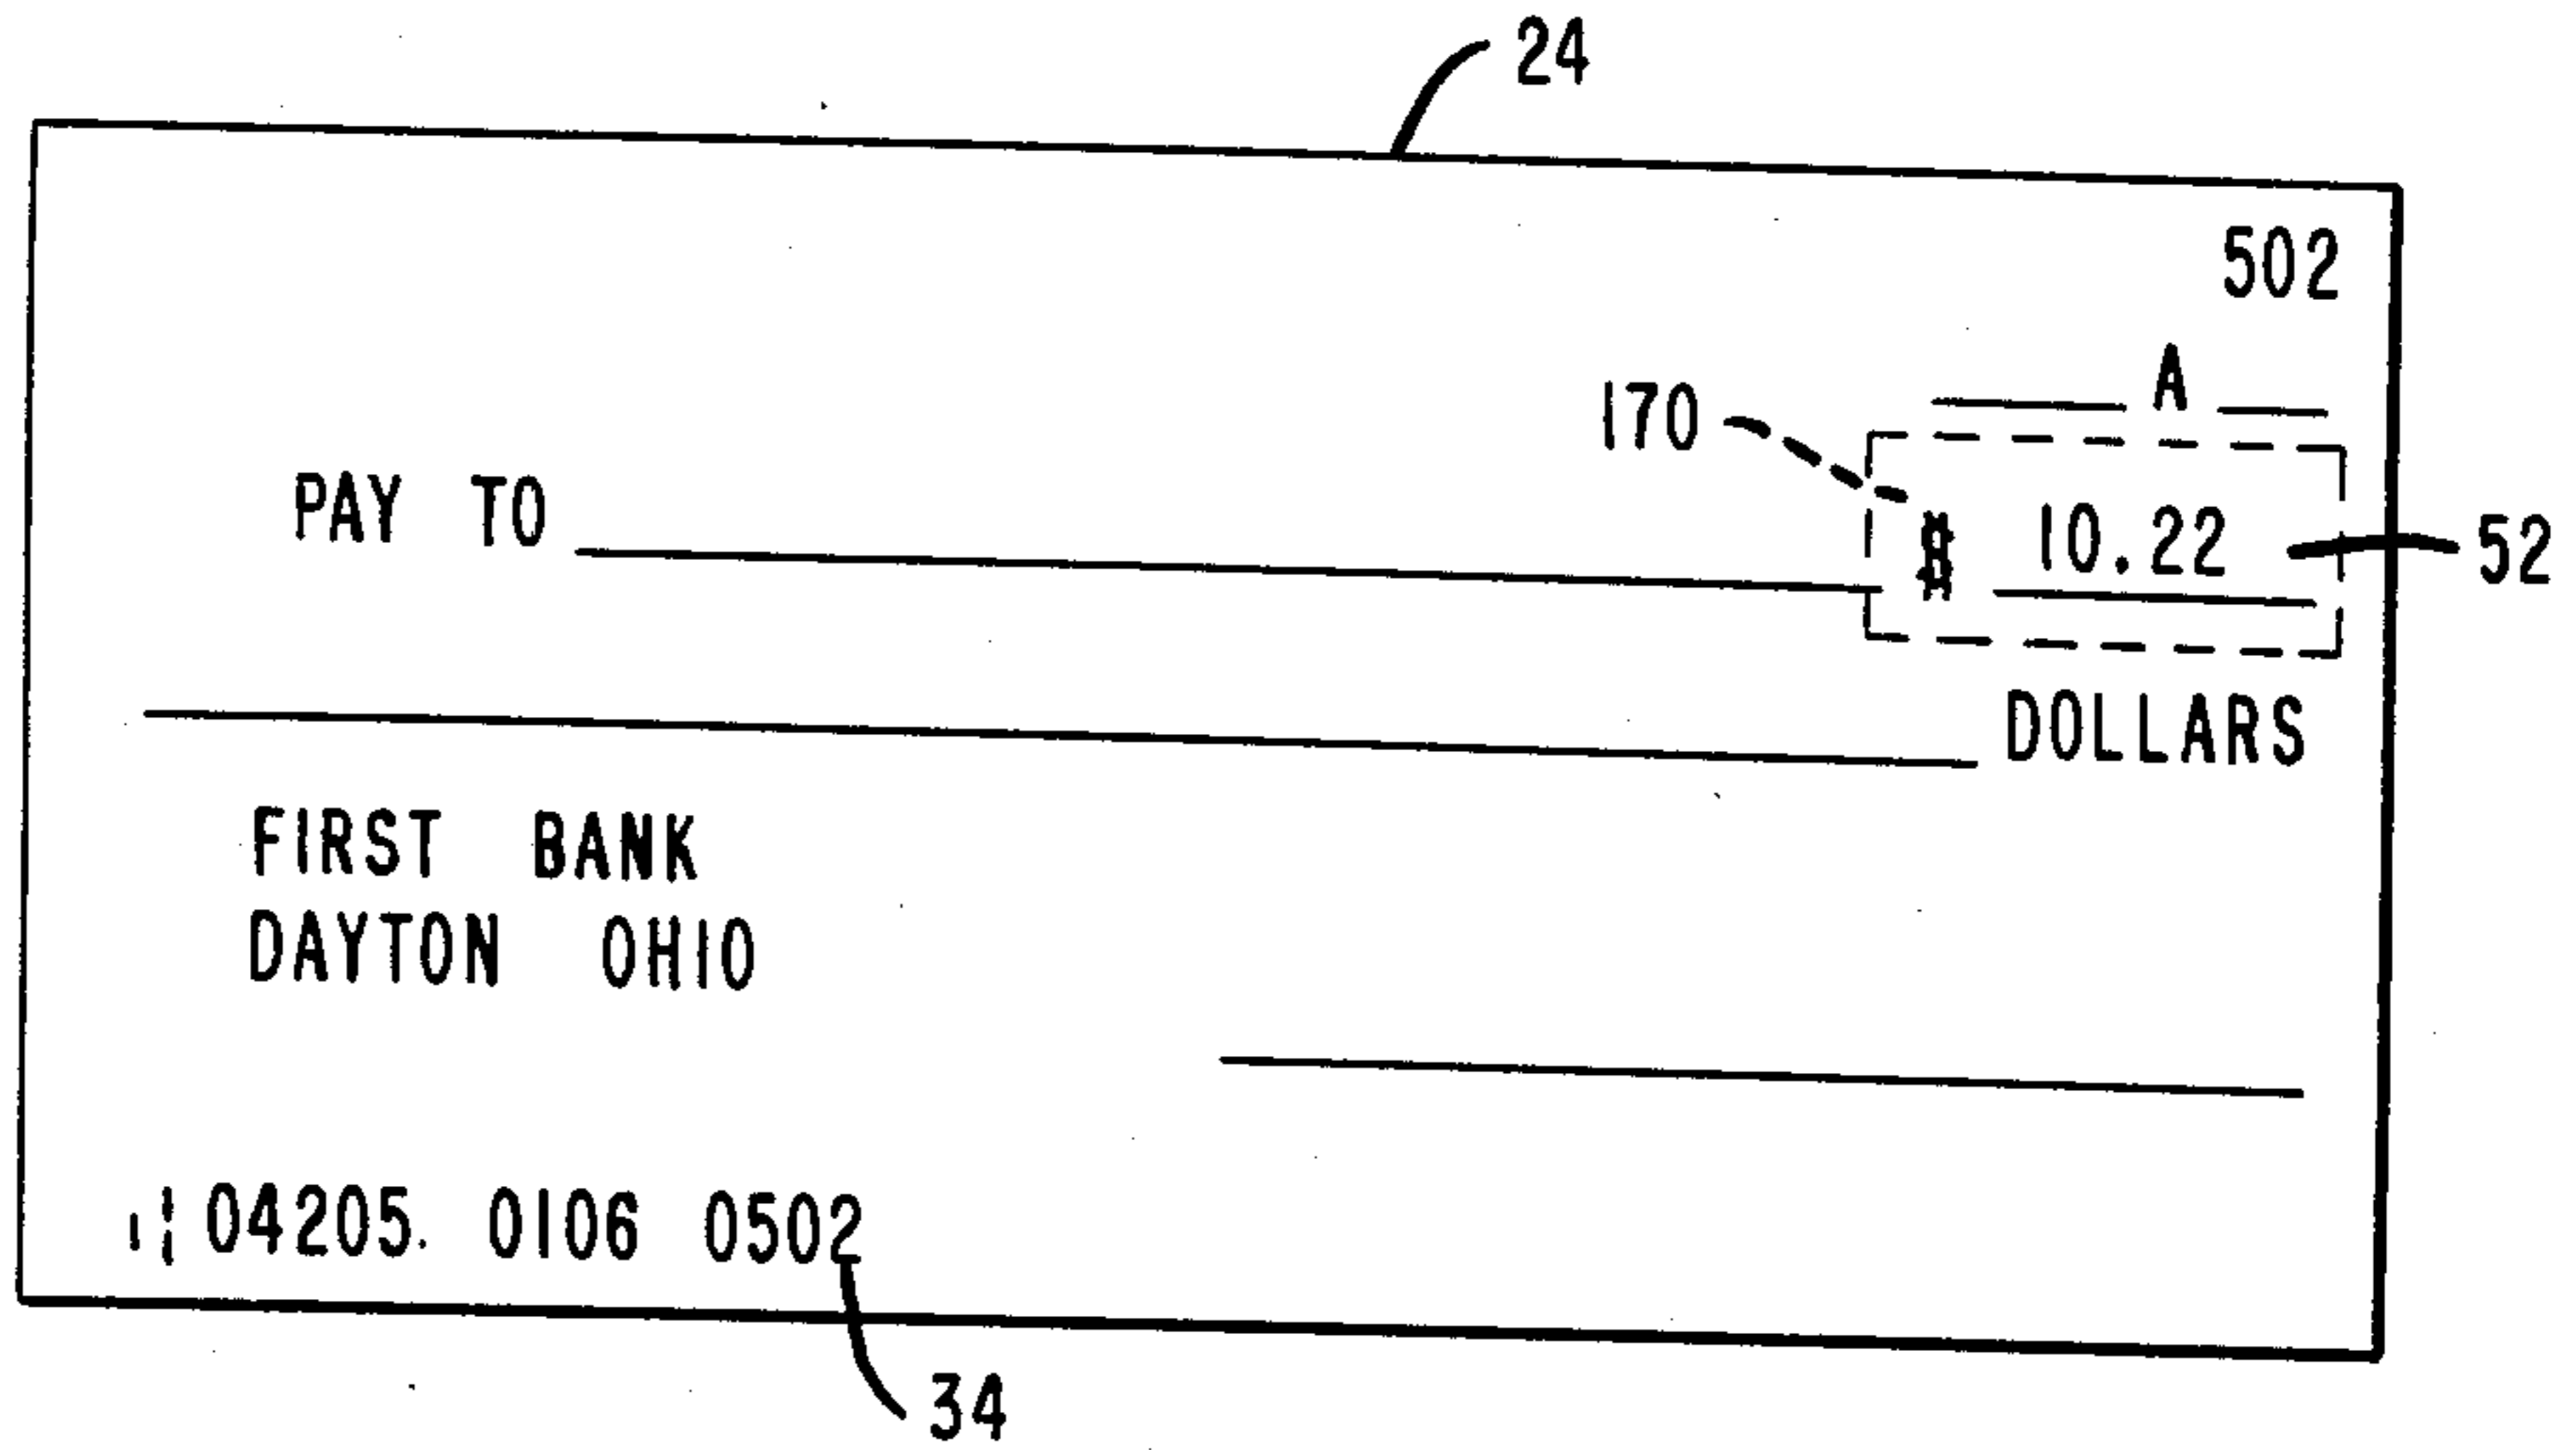 24
502
A
170
PAY TO 10.22 52
DOLLARS
FIRST BANK
DAYTON OHIO
04205. 0106 0502
34